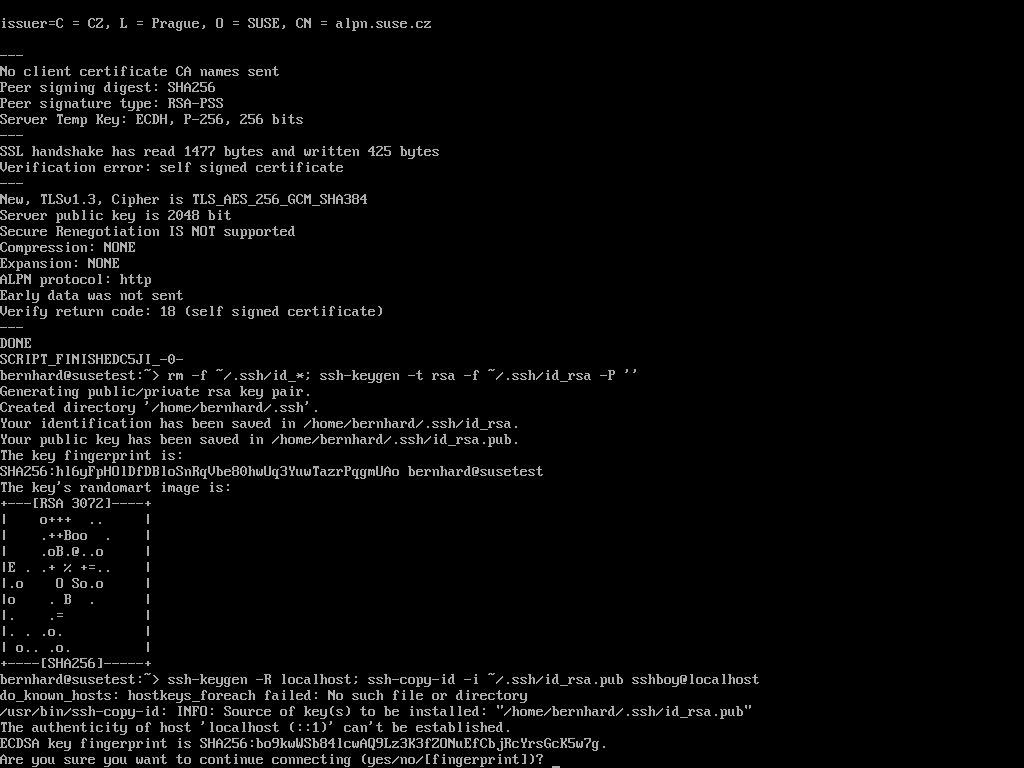 issuer=C = CZ, L = Prague, O = SUSE, CN = alpn.suse.cz
---
No client certificate CA names sent
Peer signing digest: SHA256
Peer signature type: RSA-PSS
Server Temp Key: ECDH, P-256, 256 bits
---
SSL handshake has read 1477 bytes and written 425 bytes
Verification error: self signed certificate
---
New, TLSv1.3, Cipher is TLS_AES_256_GCM_SHA384
Server public key is 2048 bit
Secure Renegotiation IS NOT supported
Compression: NONE
Expansion: NONE
ALPN protocol: http
Early data was not sent
Verify return code: 18 (self signed certificate)
---
DONE
SCRIPT_FINISHEDC5JI_-0-
bernhard@susetest:~> rm -f ~/.ssh/id_*; ssh-keygen -t rsa -f ~/.ssh/id_rsa -P ''
Generating public/private rsa key pair.
Created directory '/home/bernhard/.ssh'.
Your identification has been saved in /home/bernhard/.ssh/id_rsa.
Your public key has been saved in /home/bernhard/.ssh/id_rsa.pub.
The key fingerprint is:
SHA256:hl6yFpHOlDfDBloSnRqVbe80hwUq3YuwTazrPqgmUAo bernhard@susetest
The key's randomart image is:
+---[RSA 3072]----+
|    o+++  ..     |
|    .++Boo  .    |
|    .oB.@..o     |
|E . .+ % +=..    |
|.o    O So.o     |
|o    . B  .      |
|.    .=          |
|. . .o.          |
| o.. .o.         |
+----[SHA256]-----+
bernhard@susetest:~> ssh-keygen -R localhost; ssh-copy-id -i ~/.ssh/id_rsa.pub sshboy@localhost
do_known_hosts: hostkeys_foreach failed: No such file or directory
/usr/bin/ssh-copy-id: INFO: Source of key(s) to be installed: "/home/bernhard/.ssh/id_rsa.pub"
The authenticity of host 'localhost (::1)' can't be established.
ECDSA key fingerprint is SHA256:bo9kwWSb84lcwAQ9Lz3K3f2ONuEfCbjRcYrsGcK5w7g.
Are you sure you want to continue connecting (yes/no/[fingerprint])? _